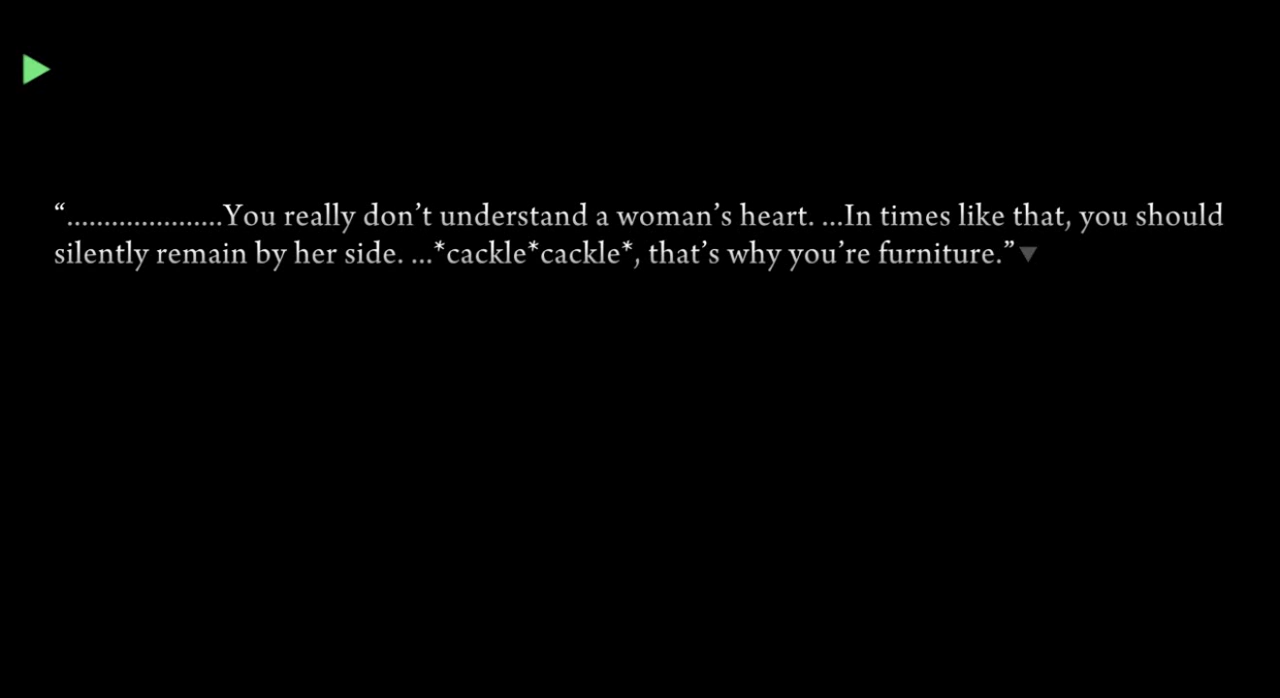 “.....................You really don’t understand a woman’s heart. ...In times like that, you should
silently remain by her side. ...*cackle*cackle*, that’s why you’re furniture.”